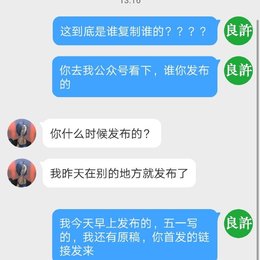 13:16
这到底是谁复制谁的？？？？
良許
你去我公众号看下，谁你发布
的
良許
你什么时候发布的？
我昨天在别的地方就发布了
我今天早上发布的，五一写
的，我还有原稿，你首发的链
接发来
良許